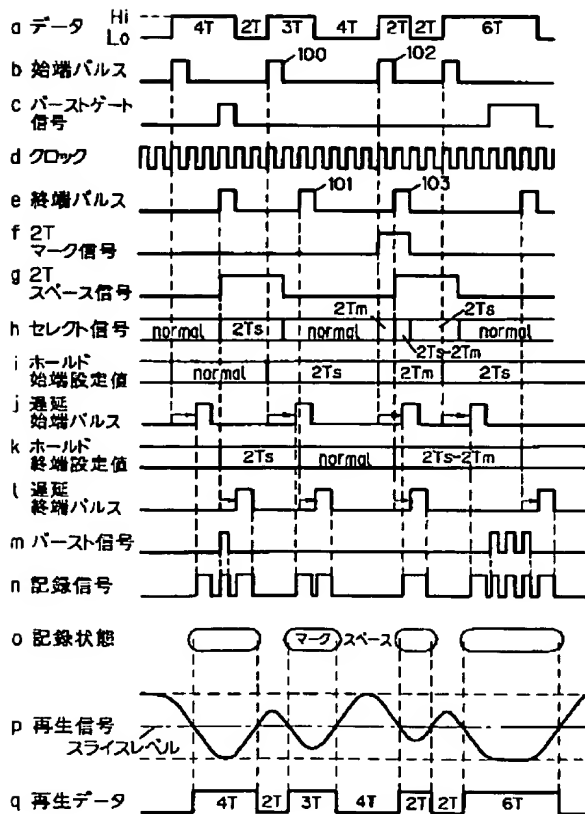 Hi
a データ 4T 2T 3T 4T 2T 2T 6T
Lo
b 始端パルス 100 102
c バーストゲート
信号
d クロック
e 終端パルス 101 103
f 2T
マーク信号
g 2T
スペース信号
2Tm 2Ts
h セレクト信号 normal 2Ts normal normal
2Ts-2Tm
i ホールド
始端設定値 normal 2Ts 2Tm 2Ts
j 遅延
始端パルス
k ホールド
終端設定値 2Ts normal 2Ts-2Tm
l 遅延
終端パルス
m バースト信号
n 記録信号
o 記録状態 マーク スペース
p 再生信号
スライスレベル
q 再生データ 4T 2T 3T 4T 2T 2T 6T